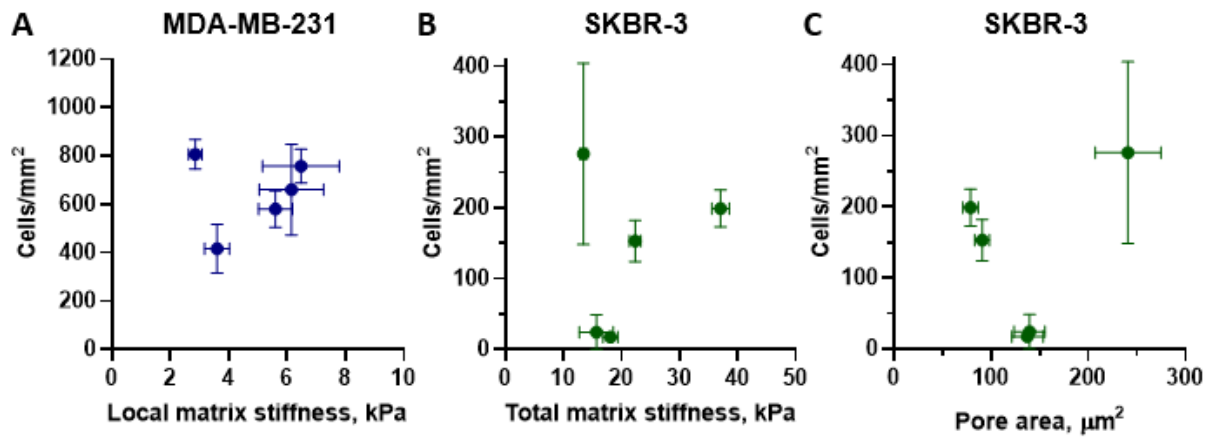 A MDA-MB-231
1200
1000
800
600
400
200
0
Cells/mm²
0 2 4 6 8 10
Local matrix stiffness, kPa
B SKBR-3
400
300
200
100
0
Cells/mm²
0 10 20 30 40 50
Total matrix stiffness, kPa
C SKBR-3
400
300
200
100
0
Cells/mm²
0 100 200 300
Pore area, μm²